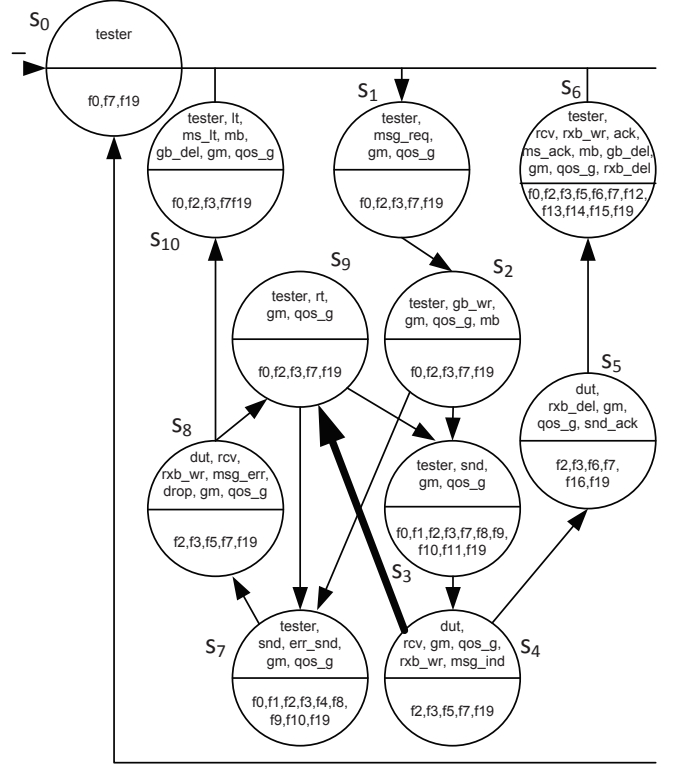 S0
tester
f0,f7,f19
S10
tester, lt,
ms_lt, mb,
gb_del, gm, qos_g
f0,f2,f3,f7f19
S1
tester,
msg_req,
gm, qos_g
f0,f2,f3,f7,f19
S6
tester,
rcv, rxb_wr, ack,
ms_ack, mb, gb_del,
gm, qos_g, rxb_del
f0,f2,f3,f5,f6,f7,f12,
f13,f14,f15,f19
S9
tester, rt,
gm, qos_g
f0,f2,f3,f7,f19
S2
tester, gb_wr,
gm, qos_g, mb
f0,f2,f3,f7,f19
S5
dut,
rxb_del, gm,
qos_g, snd_ack
f2,f3,f6,f7,
f16,f19
S8
dut, rcv,
rxb_wr, msg_err,
drop, gm, qos_g
f2,f3,f5,f7,f19
S3
tester, snd,
gm, qos_g
f0,f1,f2,f3,f7,f8,f9,
f10,f11,f19
S7
tester,
snd, err_snd,
gm, qos_g
f0,f1,f2,f3,f4,f8,
f9,f10,f19
S4
dut,
rcv, gm, qos_g,
rxb_wr, msg_ind
f2,f3,f5,f7,f19